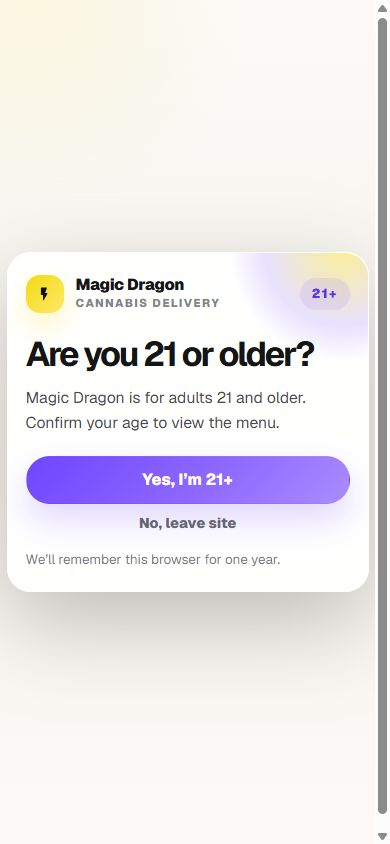 Magic Dragon
CANNABIS DELIVERY
21+
Are you 21 or older?
Magic Dragon is for adults 21 and older.
Confirm your age to view the menu.
Yes, I’m 21+
No, leave site
We’ll remember this browser for one year.